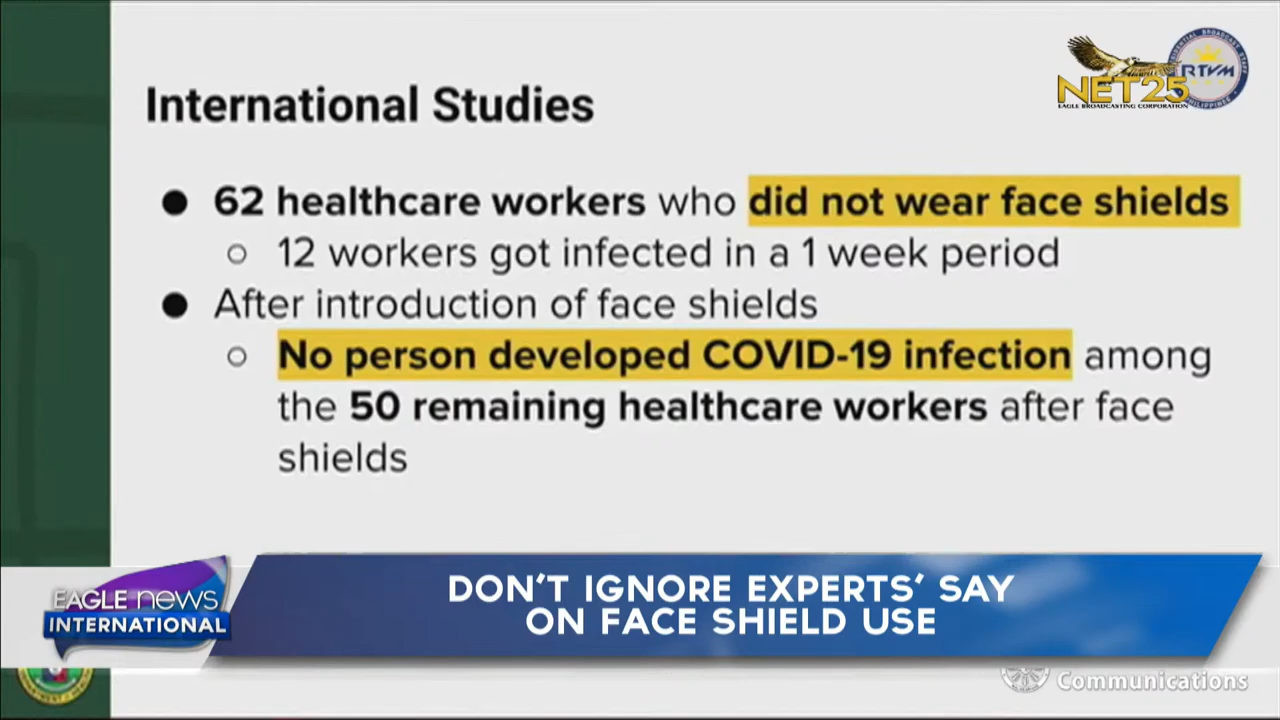 International Studies
NET25
EAGLE BROADCASTING CORPORATION
RTVM
● 62 healthcare workers who did not wear face shields
○ 12 workers got infected in a 1 week period
● After introduction of face shields
○ No person developed COVID-19 infection among
the 50 remaining healthcare workers after face
shields
EAGLE news
INTERNATIONAL
DON'T IGNORE EXPERTS' SAY
ON FACE SHIELD USE
Communications